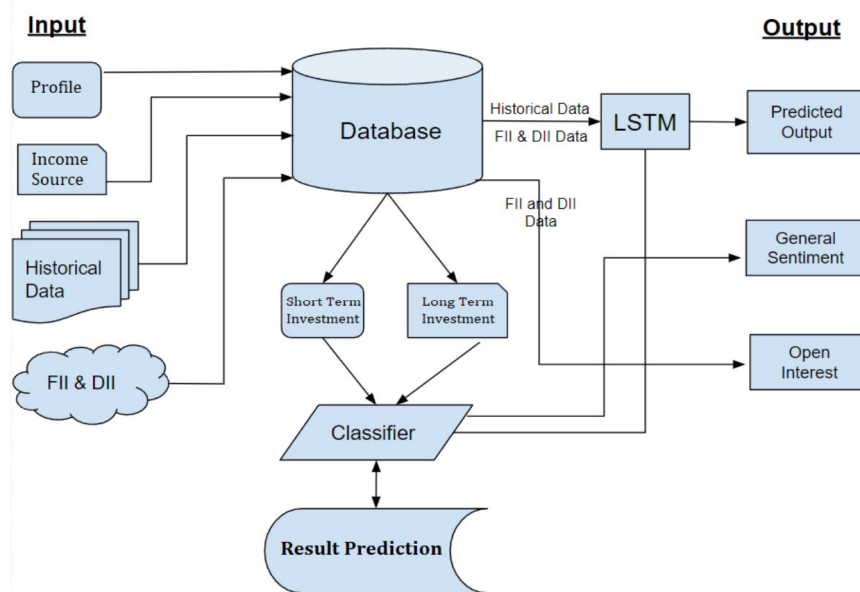 Input
Output
Profile
Income
Source
Historical
Data
FII & DII
Database
Historical Data
FII & DII Data
LSTM
Predicted
Output
FII and DII
Data
General
Sentiment
Short Term
Investment
Long Term
Investment
Open
Interest
Classifier
Result Prediction